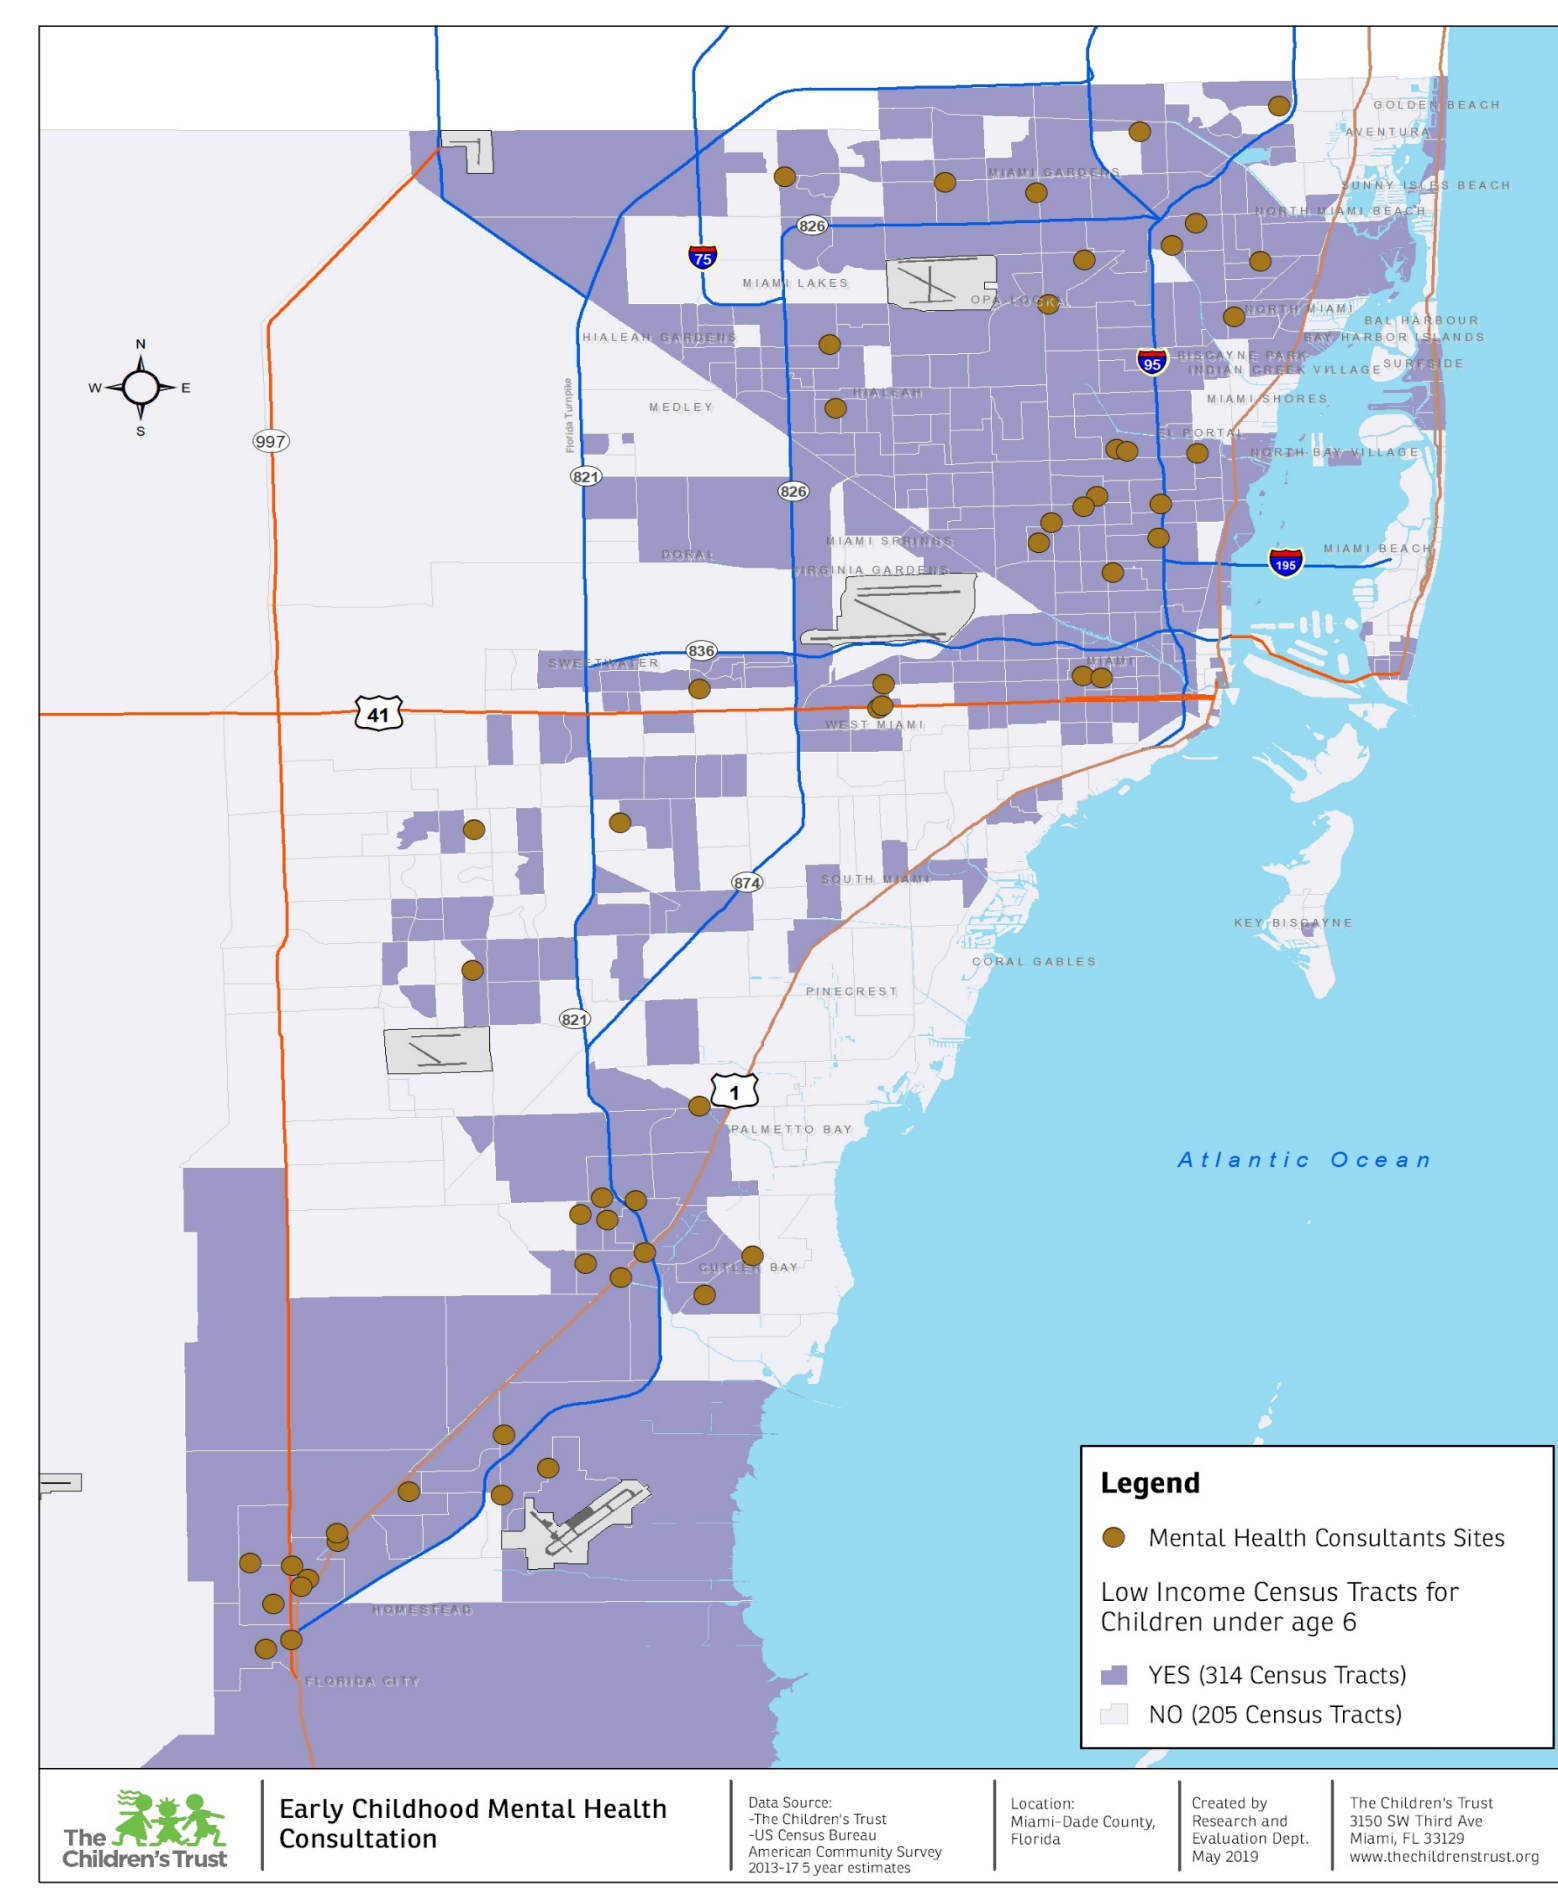 GOLDEN BEACH
AVENTURA
MIAMI GARDENS
SUNNY ISLES BEACH
NORTH MIAMI BEACH
826
75
MIAMI LAKES
OPA-LOCKA
NORTH MIAMI
BAL HARBOUR
HIALEAH GARDENS
BAY HARBOR ISLANDS
N
W
E
S
BISCAYNE PARK
95
SURFSIDE
INDIAN CREEK VILLAGE
HIALEAH
MIAMI SHORES
MEDLEY
Florida Turnpike
EL PORTAL
997
NORTH BAY VILLAGE
821
826
MIAMI SPRINGS
MIAMI BEACH
DORAL
VIRGINIA GARDENS
195
836
SWEETWATER
MIAMI
41
WEST MIAMI
874
SOUTH MIAMI
KEY BISCAYNE
CORAL GABLES
PINECREST
821
1
PALMETTO BAY
Atlantic Ocean
CUTLER BAY
HOMESTEAD
FLORIDA CITY
Legend
Mental Health Consultants Sites
Low Income Census Tracts for
Children under age 6
YES (314 Census Tracts)
NO (205 Census Tracts)
The
Children's Trust
Early Childhood Mental Health
Consultation
Data Source:
-The Children's Trust
-US Census Bureau
American Community Survey
2013-17 5 year estimates
Location:
Miami-Dade County,
Florida
Created by
Research and
Evaluation Dept.
May 2019
The Children's Trust
3150 SW Third Ave
Miami, FL 33129
www.thechildrenstrust.org